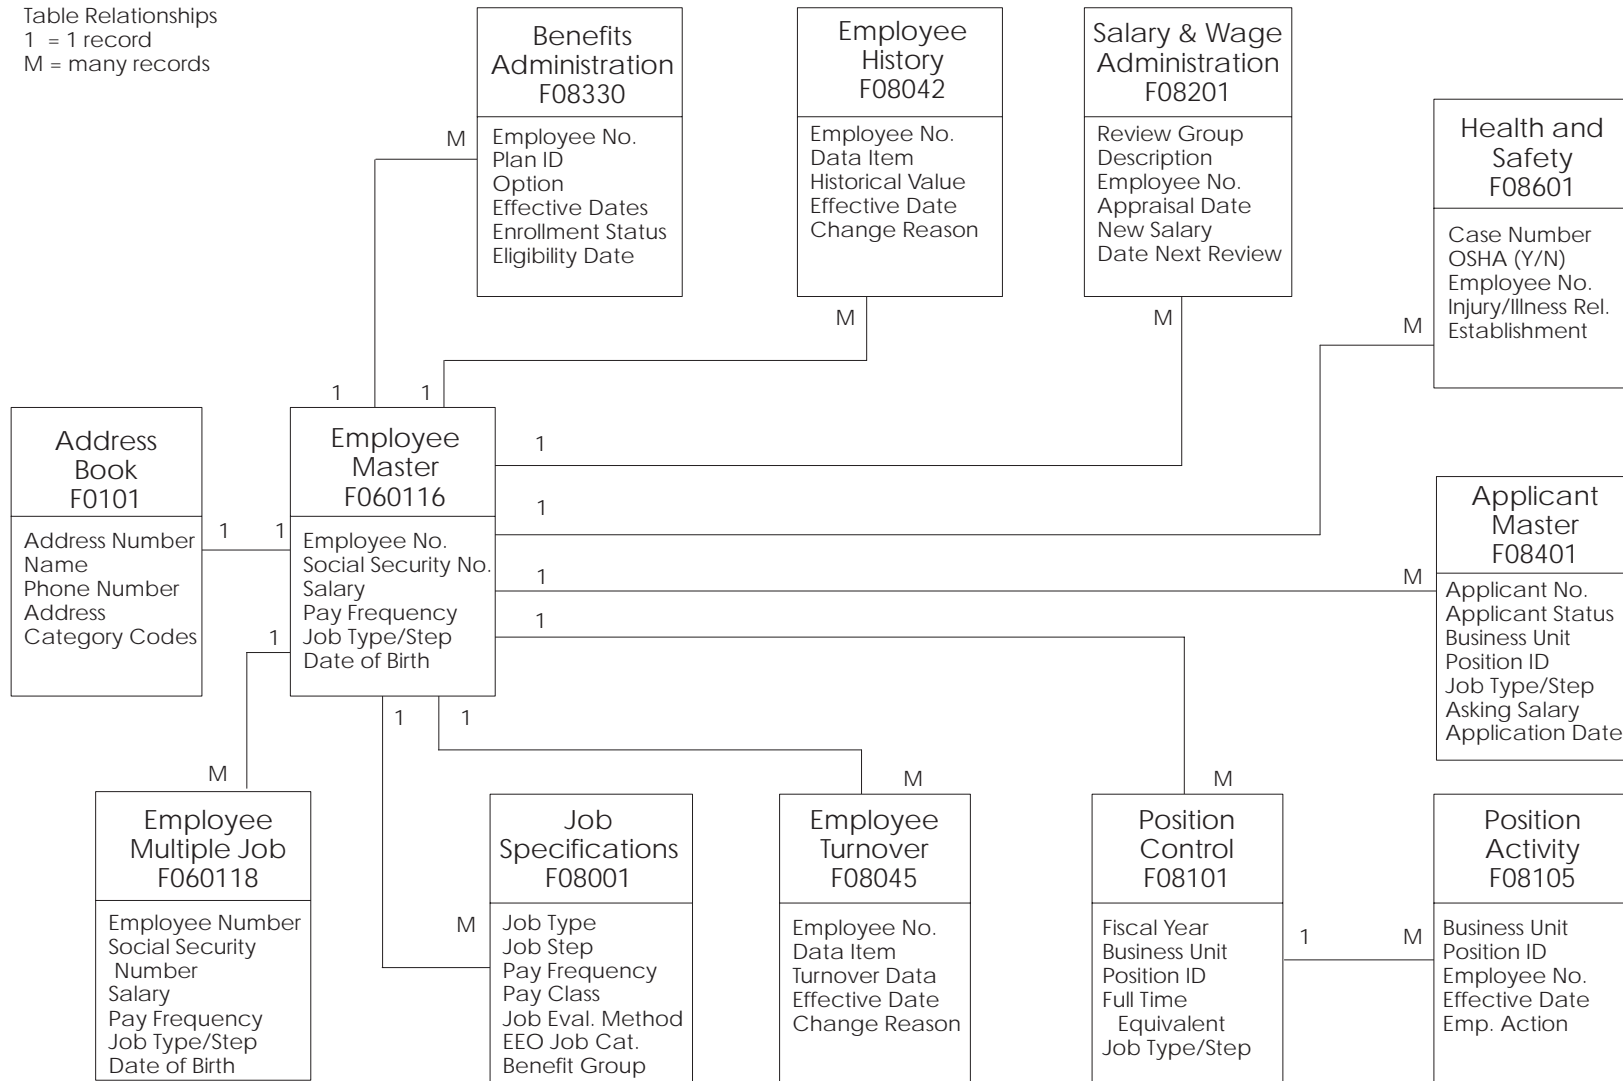 Table Relationships
1 = 1 record
M = many records
Benefits
Administration
F08330
Employee No.
Plan ID
Option
Effective Dates
Enrollment Status
Eligibility Date
M
Employee
History
F08042
Employee No.
Data Item
Historical Value
Effective Date
Change Reason
M
Salary & Wage
Administration
F08201
Review Group
Description
Employee No.
Appraisal Date
New Salary
Date Next Review
M
Health and
Safety
F08601
Case Number
OSHA (Y/N)
Employee No.
Injury/Illness Rel.
Establishment
M
1
1
Address
Book
F0101
Address Number
Name
Phone Number
Address
Category Codes
1
1
Employee
Master
F060116
Employee No.
Social Security No.
Salary
Pay Frequency
Job Type/Step
Date of Birth
1
1
1
1
1
1
1
M
Applicant
Master
F08401
Applicant No.
Applicant Status
Business Unit
Position ID
Job Type/Step
Asking Salary
Application Date
M
Employee
Multiple Job
F060118
Employee Number
Social Security
Number
Salary
Pay Frequency
Job Type/Step
Date of Birth
M
Job
Specifications
F08001
Job Type
Job Step
Pay Frequency
Pay Class
Job Eval. Method
EEO Job Cat.
Benefit Group
M
Employee
Turnover
F08045
Employee No.
Data Item
Turnover Data
Effective Date
Change Reason
M
Position
Control
F08101
Fiscal Year
Business Unit
Position ID
Full Time
Equivalent
Job Type/Step
1
M
Position
Activity
F08105
Business Unit
Position ID
Employee No.
Effective Date
Emp. Action